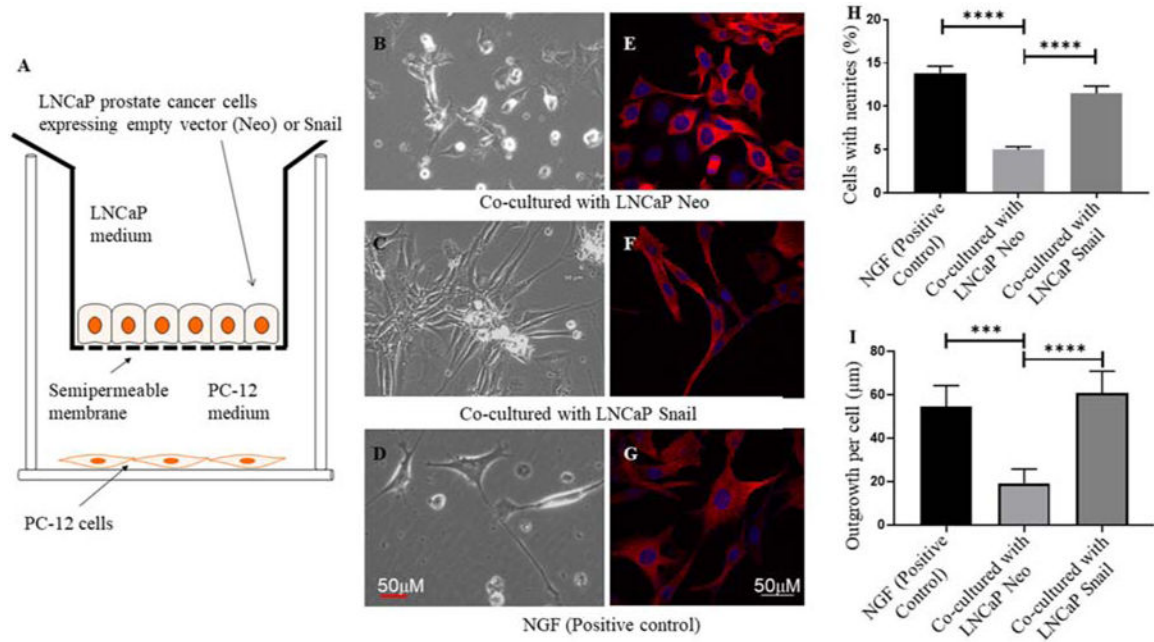 A
LNCaP prostate cancer cells
expressing empty vector (Neo) or Snail
LNCaP
medium
Semipermeable
membrane
PC-12
medium
PC-12 cells
B
E
Co-cultured with LNCaP Neo
C
F
Co-cultured with LNCaP Snail
D
G
50μM
50μM
NGF (Positive control)
H
Cells with neurites (%)
20
15
10
5
0
****
****
NGF (Positive
Control)
Co-cultured with
LNCaP Neo
Co-cultured with
LNCaP Snail
I
Outgrowth per cell (μm)
80
60
40
20
0
***
****
NGF (Positive
Control)
Co-cultured with
LNCaP Neo
Co-cultured with
LNCaP Snail